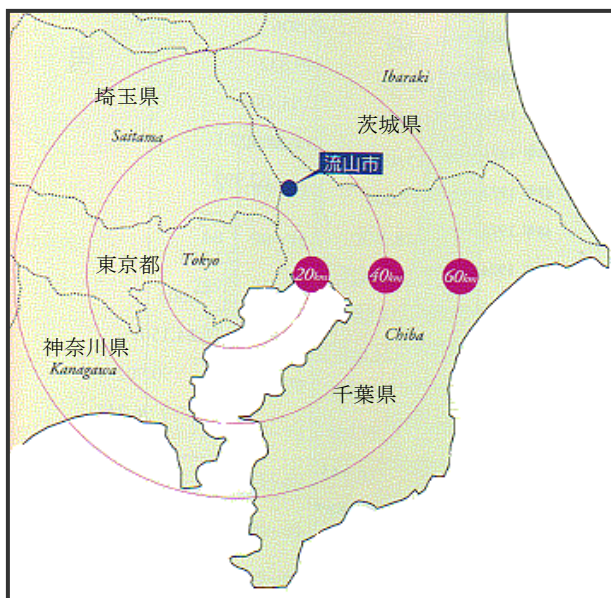 Ibaraki
埼玉県
茨城県
Saitama
流山市
東京都
Tokyo
20km
40km
60km
神奈川県
Kanagawa
Chiba
千葉県